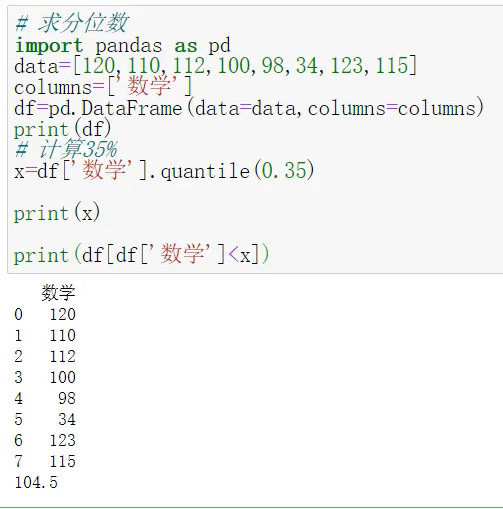 # 求分位数
import pandas as pd
data=[120,110,112,100,98,34,123,115]
columns=['数学']
df=pd.DataFrame(data=data,columns=columns)
print(df)
# 计算35%
x=df['数学'].quantile(0.35)
print(x)
print(df[df['数学']<x])
数学
0 120
1 110
2 112
3 100
4 98
5 34
6 123
7 115
104.5